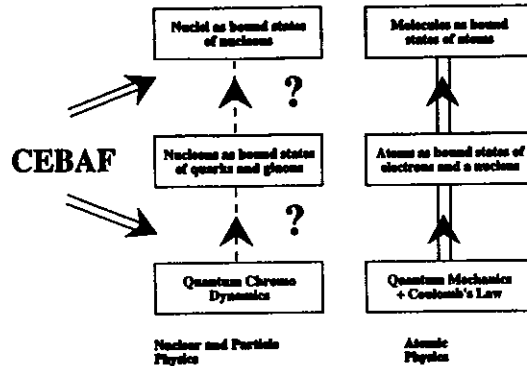 Nuclei as bound states
of nucleons
Molecules as bound
states of atoms
?
CEBAF
Nucleons as bound states
of quarks and gluons
Atoms as bound states of
electrons and a nucleus
?
Quantum Chromo
Dynamics
Quantum Mechanics
+ Coulomb's Law
Nuclear and Particle
Physics
Atomic
Physics